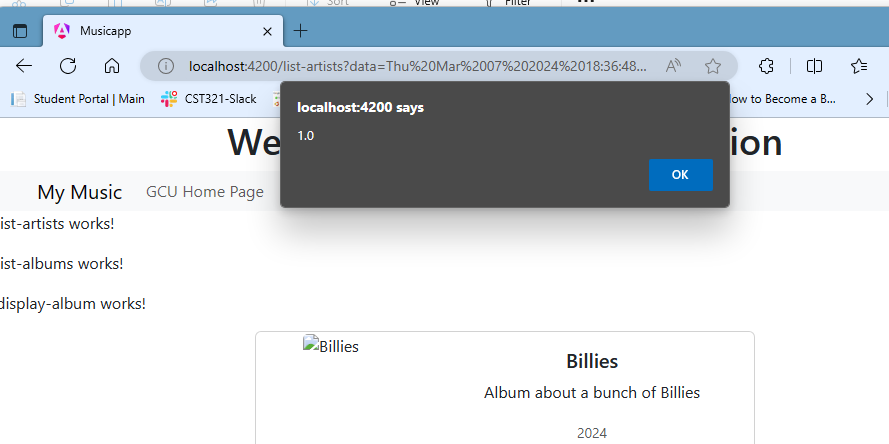 Sort
View
Filter
Musicapp
localhost:4200/list-artists?data=Thu%20Mar%2007%202024%2018:36:48...
Student Portal | Main
CST321-Slack
low to Become a B...
localhost:4200 says
1.0
OK
We
ion
My Music
GCU Home Page
ist-artists works!
ist-albums works!
display-album works!
Billies
Billies
Album about a bunch of Billies
2024